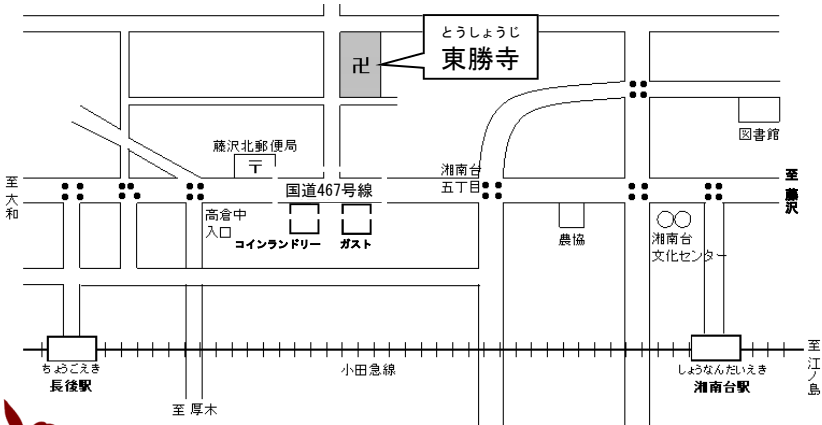 とうしょうじ
東勝寺
卍
図書館
藤沢北郵便局
〒
湘南台
五丁目
至大和
国道467号線
至藤沢
高倉中
入口
コインランドリー
ガスト
農協
湘南台
文化センター
ちょうごえき
長後駅
小田急線
しょうなんだいえき
湘南台駅
至江ノ島
至厚木